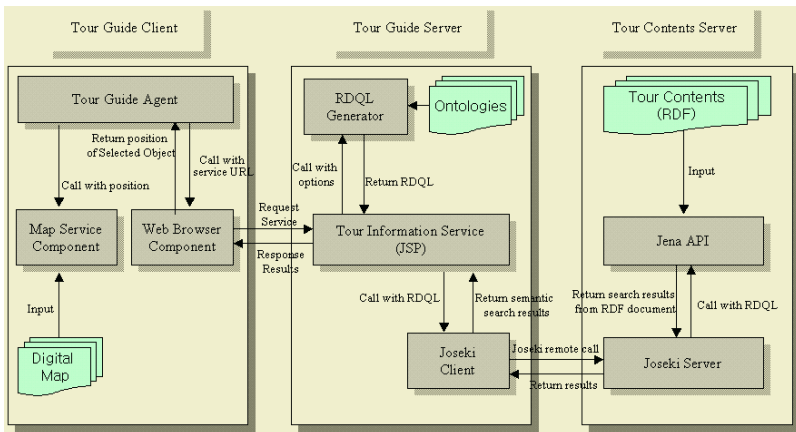 Tour Guide Client
Tour Guide Server
Tour Contents Server
Tour Guide Agent
Return position
of Selected Object
Call with
service URL
Call with position
Map Service
Component
Web Browser
Component
Input
Digital
Map
Request
Service
Response
Results
RDQL
Generator
Ontologies
Call with
options
Return RDQL
Tour Information Service
(JSP)
Call with RDQL
Return semantic
search results
Joseki
Client
Joseki remote call
Return results
Tour Contents
(RDF)
Input
Jena API
Return search results
from RDF document
Call with RDQL
Joseki Server